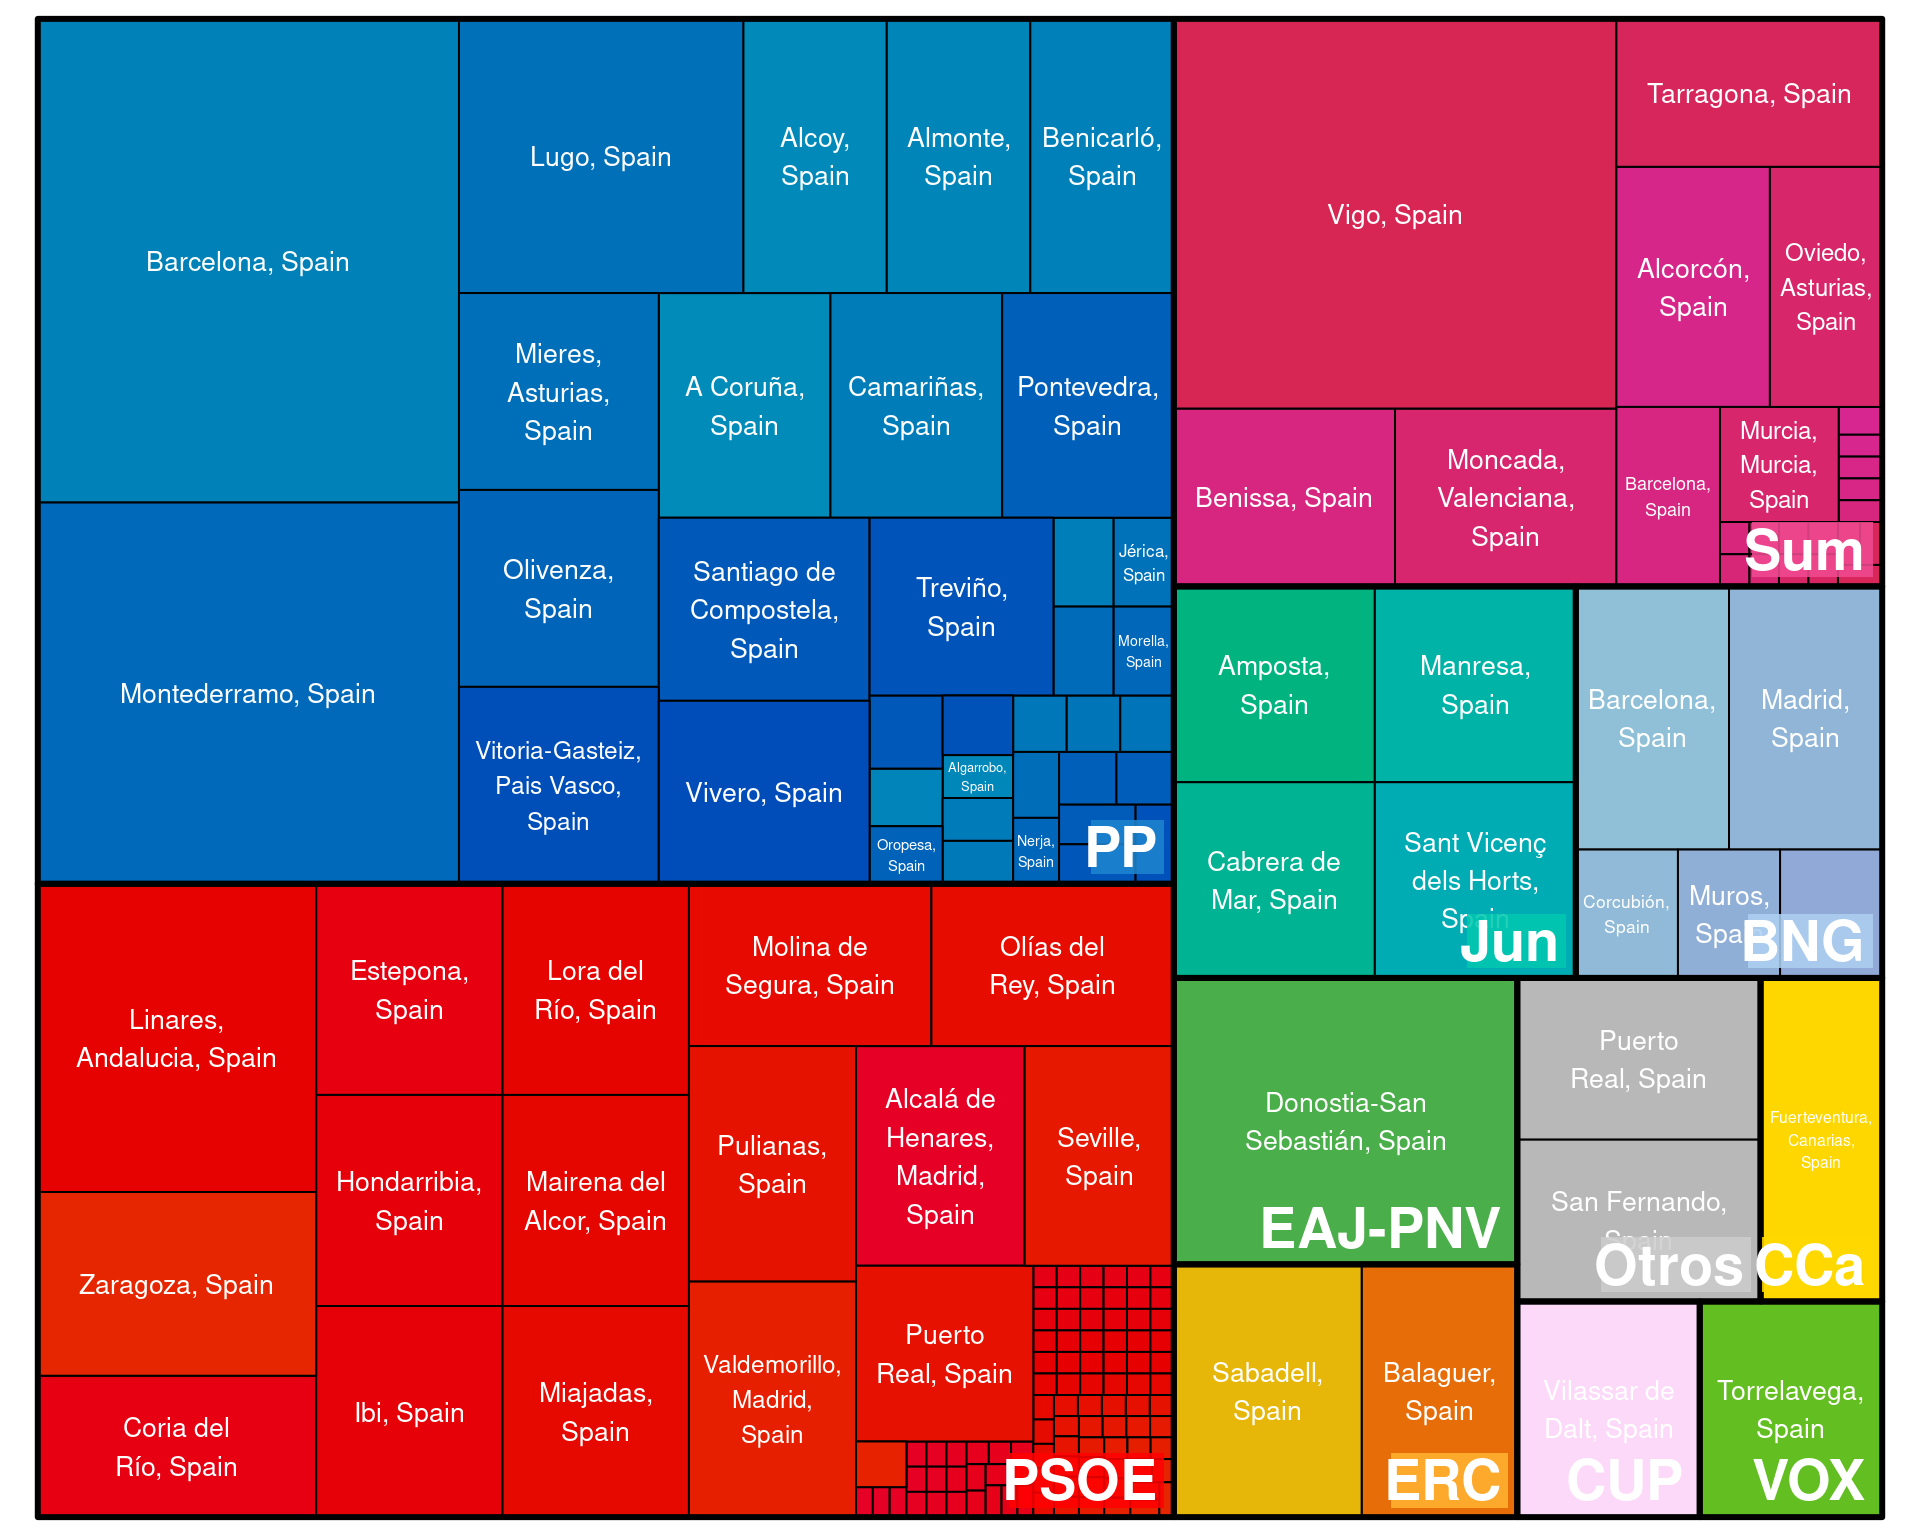 Barcelona, Spain
Lugo, Spain
Alcoy,
Spain
Almonte,
Spain
Benicarló,
Spain
Mieres,
Asturias,
Spain
A Coruña,
Spain
Camariñas,
Spain
Pontevedra,
Spain
Montederramo, Spain
Olivenza,
Spain
Santiago de
Compostela,
Spain
Treviño,
Spain
Jérica,
Spain
Morella,
Spain
Vitoria-Gasteiz,
Pais Vasco,
Spain
Vivero, Spain
Algarrobo,
Spain
Oropesa,
Spain
Nerja,
Spain
PP
Vigo, Spain
Tarragona, Spain
Alcorcón,
Spain
Oviedo,
Asturias,
Spain
Benissa, Spain
Moncada,
Valenciana,
Spain
Barcelona,
Spain
Murcia,
Murcia,
Spain
Sum
Amposta,
Spain
Manresa,
Spain
Cabrera de
Mar, Spain
Sant Vicenç
dels Horts,
Spain
Jun
Barcelona,
Spain
Madrid,
Spain
Corcubión,
Spain
Muros,
Spain
BNG
Linares,
Andalucia, Spain
Estepona,
Spain
Lora del
Río, Spain
Molina de
Segura, Spain
Olías del
Rey, Spain
Zaragoza, Spain
Hondarribia,
Spain
Mairena del
Alcor, Spain
Pulianas,
Spain
Alcalá de
Henares,
Madrid,
Spain
Seville,
Spain
Coria del
Río, Spain
Ibi, Spain
Miajadas,
Spain
Valdemorillo,
Madrid,
Spain
Puerto
Real, Spain
PSOE
Donostia-San
Sebastián, Spain
EAJ-PNV
Puerto
Real, Spain
San Fernando,
Spain
Otros
Fuerteventura,
Canarias,
Spain
CCa
Sabadell,
Spain
Balaguer,
Spain
ERC
Vilassar de
Dalt, Spain
CUP
Torrelavega,
Spain
VOX